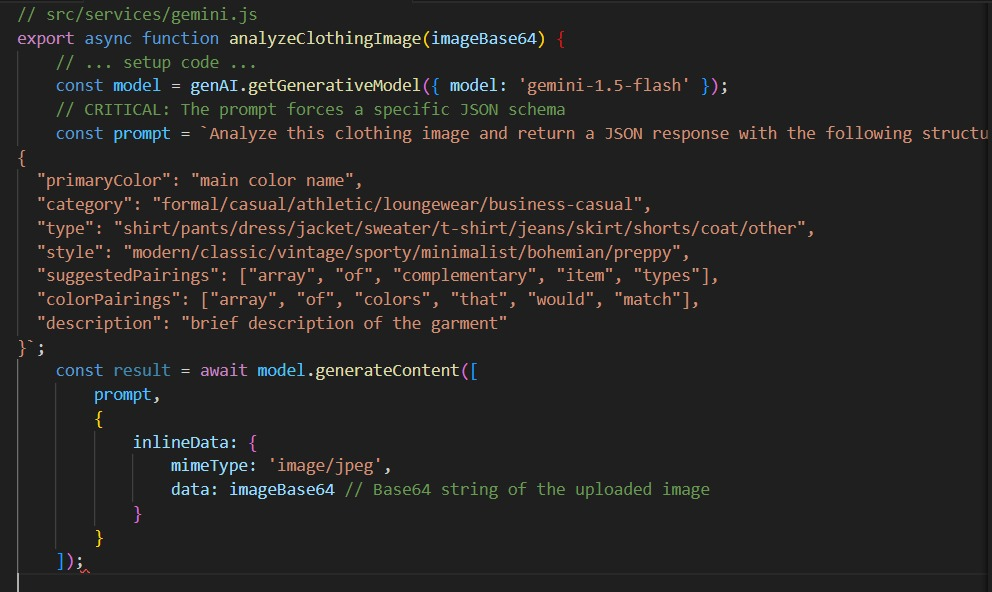 // src/services/gemini.js
export async function analyzeClothingImage(imageBase64) {
    // ... setup code ...
    const model = genAI.getGenerativeModel({ model: 'gemini-1.5-flash' });
    // CRITICAL: The prompt forces a specific JSON schema
    const prompt = `Analyze this clothing image and return a JSON response with the following structu
{
  "primaryColor": "main color name",
  "category": "formal/casual/athletic/loungewear/business-casual",
  "type": "shirt/pants/dress/jacket/sweater/t-shirt/jeans/skirt/shorts/coat/other",
  "style": "modern/classic/vintage/sporty/minimalist/bohemian/preppy",
  "suggestedPairings": ["array", "of", "complementary", "item", "types"],
  "colorPairings": ["array", "of", "colors", "that", "would", "match"],
  "description": "brief description of the garment"
}`;
    const result = await model.generateContent([
        prompt,
        {
            inlineData: {
                mimeType: 'image/jpeg',
                data: imageBase64 // Base64 string of the uploaded image
            }
        }
    ]);